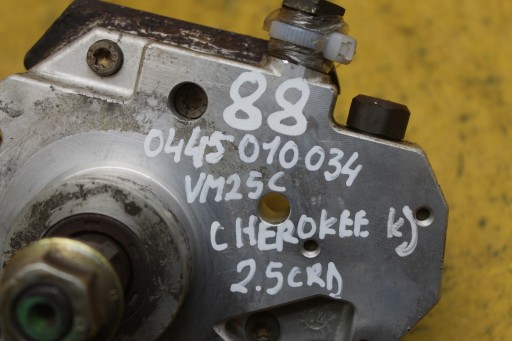 88
0445 010 034
VM25C
CHEROKEE KJ
2.5CRD